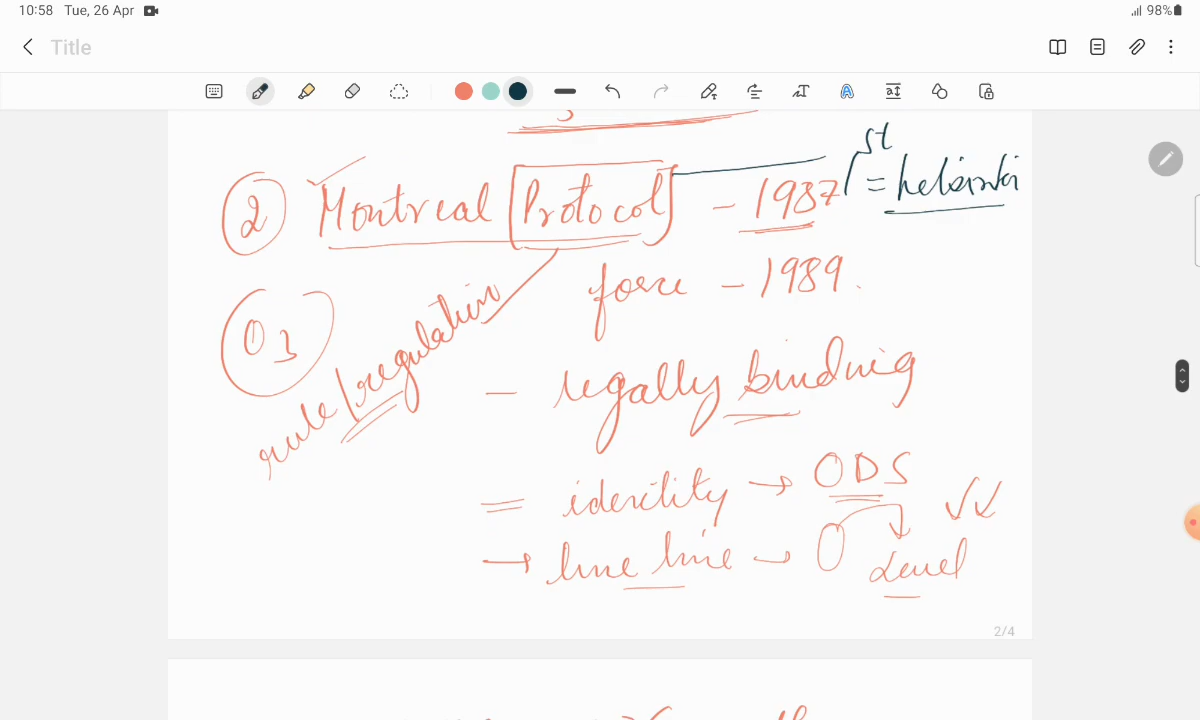 10:58 Tue, 26 Apr 98%
Title
② Montreal Protocol - 1987 1st = helsinki
force - 1989.
O3
rule/regulation
- legally binding
= identity → ODS
→ time line → 0 level
2/4